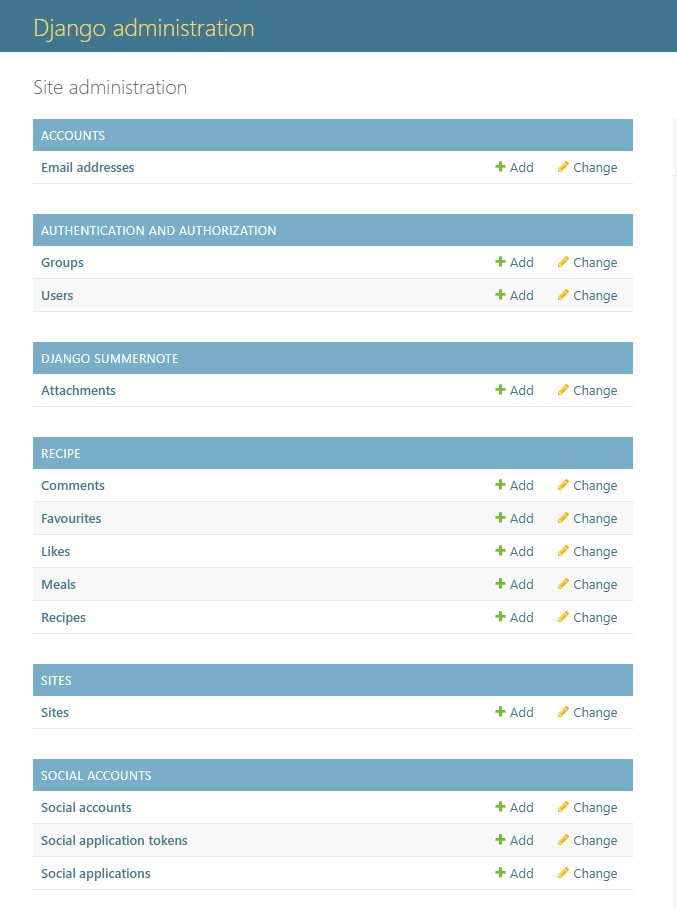 Django administration
Site administration
ACCOUNTS
Email addresses Add Change
AUTHENTICATION AND AUTHORIZATION
Groups Add Change
Users Add Change
DJANGO SUMMERNOTE
Attachments Add Change
RECIPE
Comments Add Change
Favourites Add Change
Likes Add Change
Meals Add Change
Recipes Add Change
SITES
Sites Add Change
SOCIAL ACCOUNTS
Social accounts Add Change
Social application tokens Add Change
Social applications Add Change